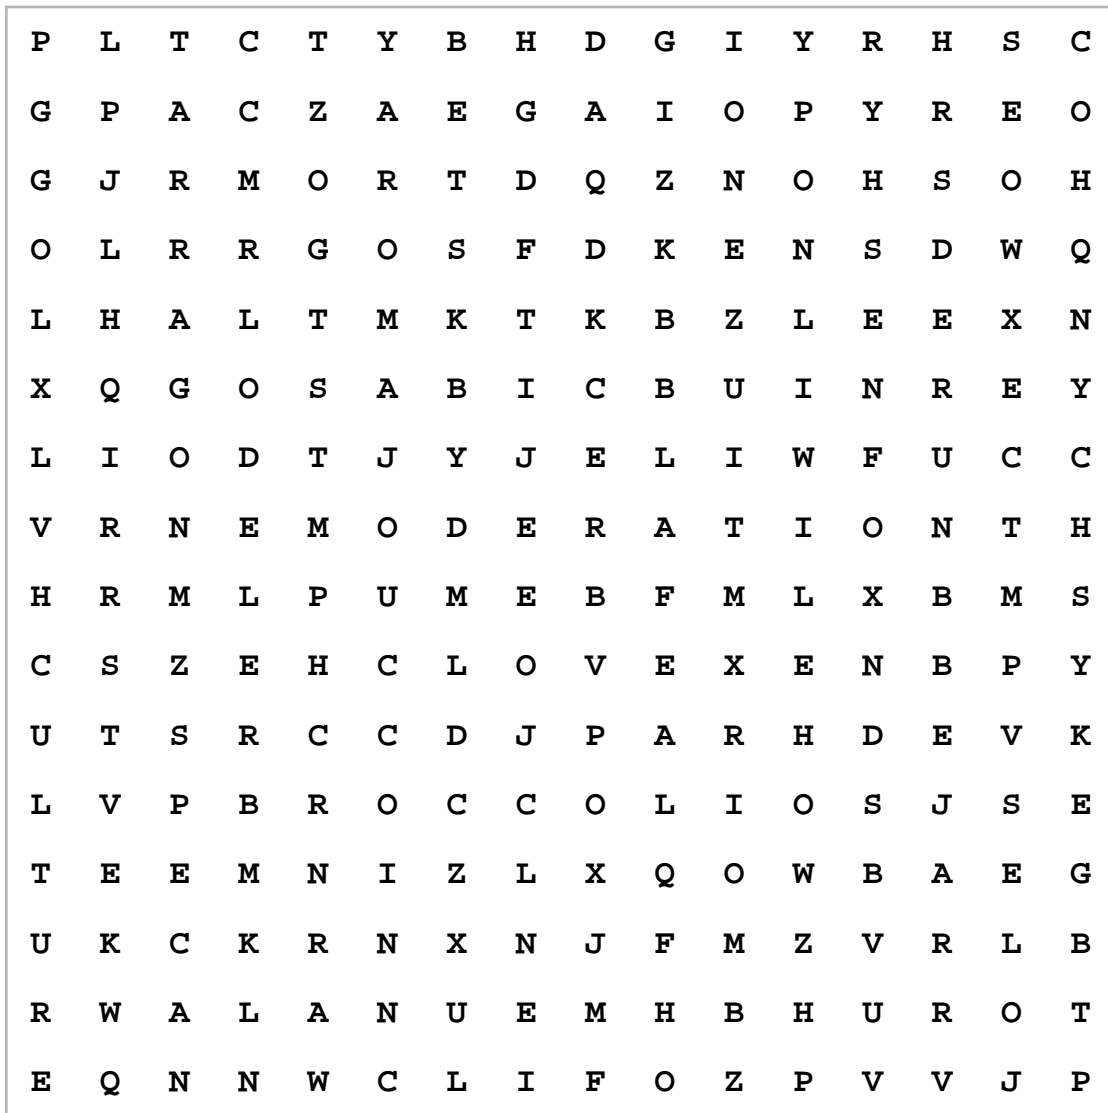 P L T C T Y B H D G I Y R H S C
G P A C Z A E G A I O P Y R E O
G J R M O R T D Q Z N O H S O H
O L R R G O S F D K E N S D W Q
L H A L T M K T K B Z L E E X N
X Q G O S A B I C B U I N R E Y
L I O D T J Y J E L I W F U C C
V R N E M O D E R A T I O N T H
H R M L P U M E B F M L X B M S
C S Z E H C L O V E X E N B P Y
U T S R C C D J P A R H D E V K
L V P B R O C C O L I O S J S E
T E E M N I Z L X Q O W B A E G
U K C K R N X N J F M Z V R L B
R W A L A N U E M H B H U R O T
E Q N N W C L I F O Z P V V J P